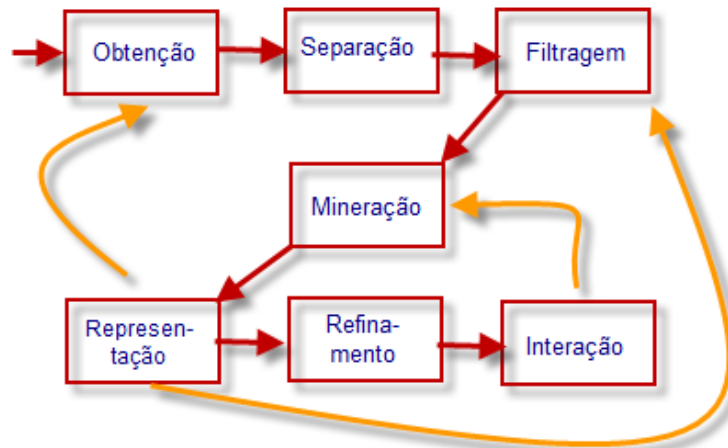 Obtenção
Separação
Filtragem
Mineração
Represen-
tação
Refina-
mento
Interação